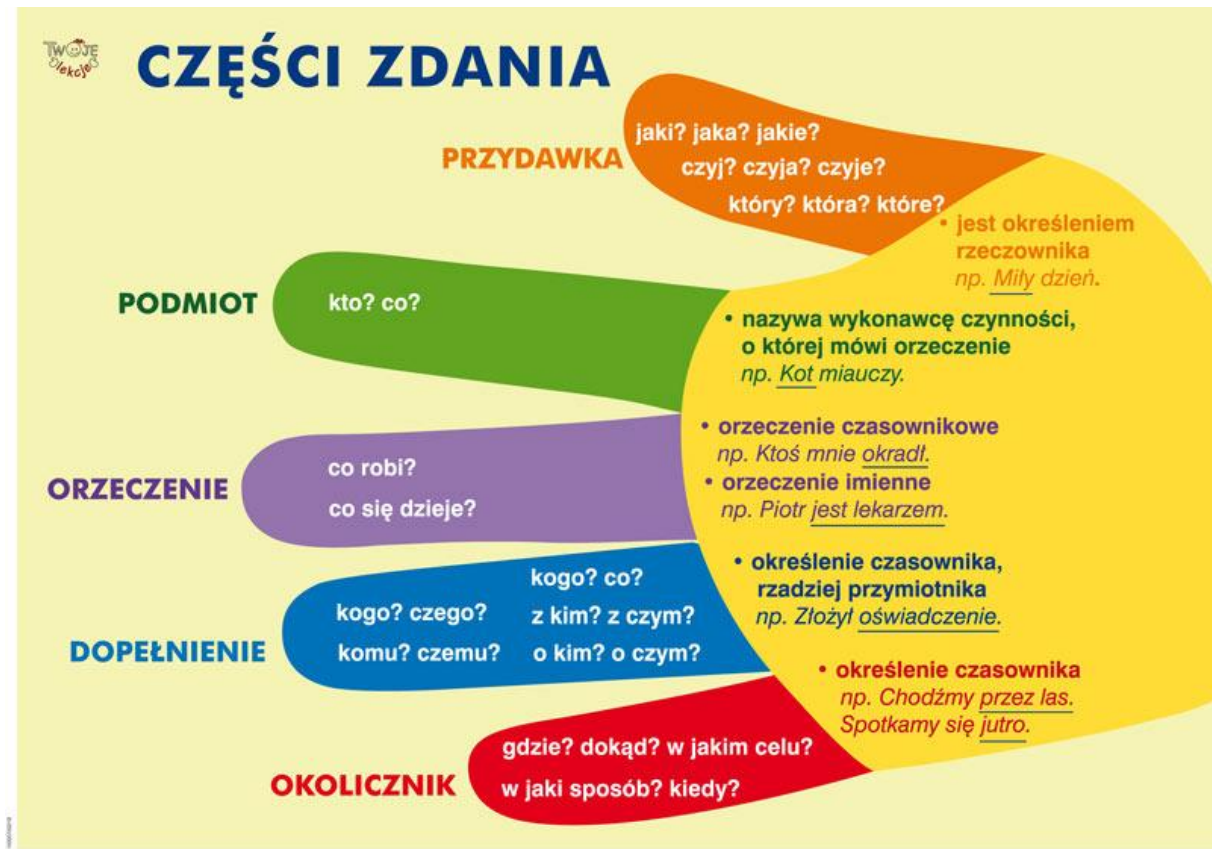 TWOJE
lekcje
CZĘŚCI ZDANIA
PRZYDAWKA
jaki? jaka? jakie?
czyj? czyja? czyje?
który? która? które?
• jest określeniem
rzeczownika
np. Miły dzień.
PODMIOT
kto? co?
• nazywa wykonawcę czynności,
o której mówi orzeczenie
np. Kot miauczy.
ORZECZENIE
co robi?
co się dzieje?
• orzeczenie czasownikowe
np. Ktoś mnie okradł.
• orzeczenie imienne
np. Piotr jest lekarzem.
DOPEŁNIENIE
kogo? czego?
komu? czemu?
kogo? co?
z kim? z czym?
o kim? o czym?
• określenie czasownika,
rzadziej przymiotnika
np. Złożył oświadczenie.
OKOLICZNIK
gdzie? dokąd? w jakim celu?
w jaki sposób? kiedy?
• określenie czasownika
np. Chodźmy przez las.
Spotkamy się jutro.